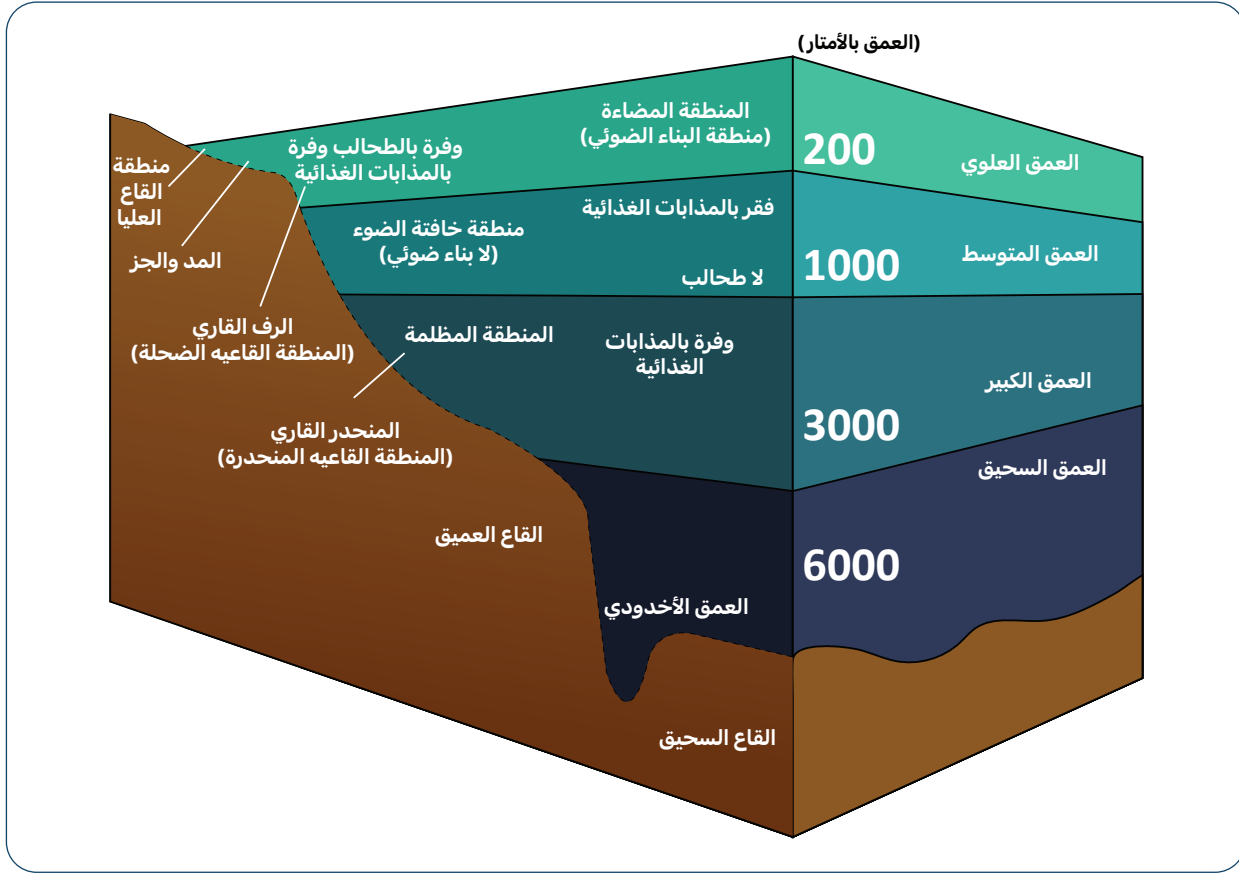 (العمق بالأمتار)
المنطقة المضاءة
(منطقة البناء الضوئي)
200
العمق العلوي
وفرة بالطحالب وفرة
بالمذابات الغذائية
منطقة
القاع
العليا
المد والجز
فقر بالمذابات الغذائية
منطقة خافتة الضوء
(لا بناء ضوئي)
لا طحالب
1000
العمق المتوسط
الرف القاري
(المنطقة القاعيه الضحلة)
المنطقة المظلمة
وفرة بالمذابات
الغذائية
3000
العمق الكبير
المنحدر القاري
(المنطقة القاعيه المنحدرة)
العمق السحيق
القاع العميق
6000
العمق الأخدودي
القاع السحيق